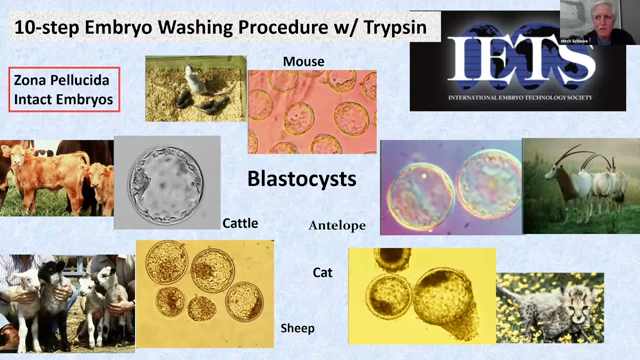 10-step Embryo Washing Procedure w/ Trypsin
Mouse
IETS
INTERNATIONAL EMBRYO TECHNOLOGY SOCIETY
Zona Pellucida
Intact Embryos
Blastocysts
Cattle
Antelope
Cat
Sheep